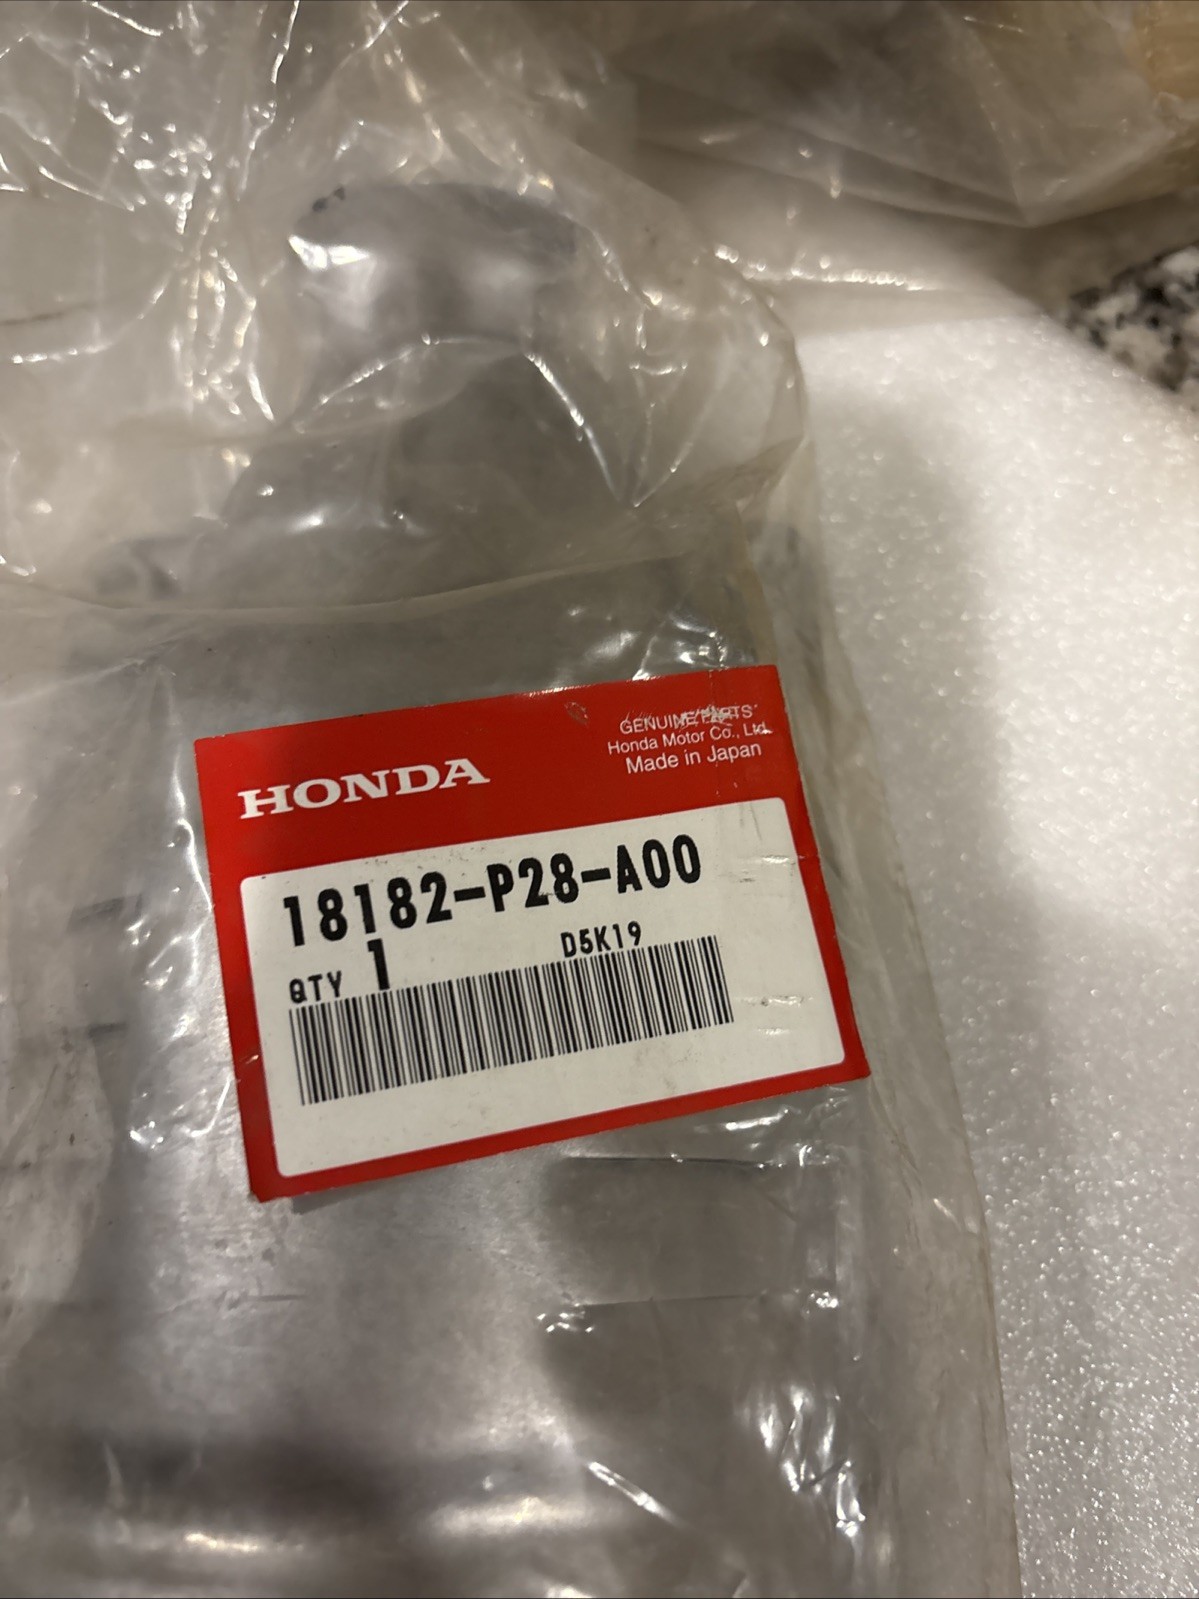 HONDA
GENUINE PARTS
Honda Motor Co., Ltd.
Made in Japan
18182-P28-A00
QTY 1
D5K19